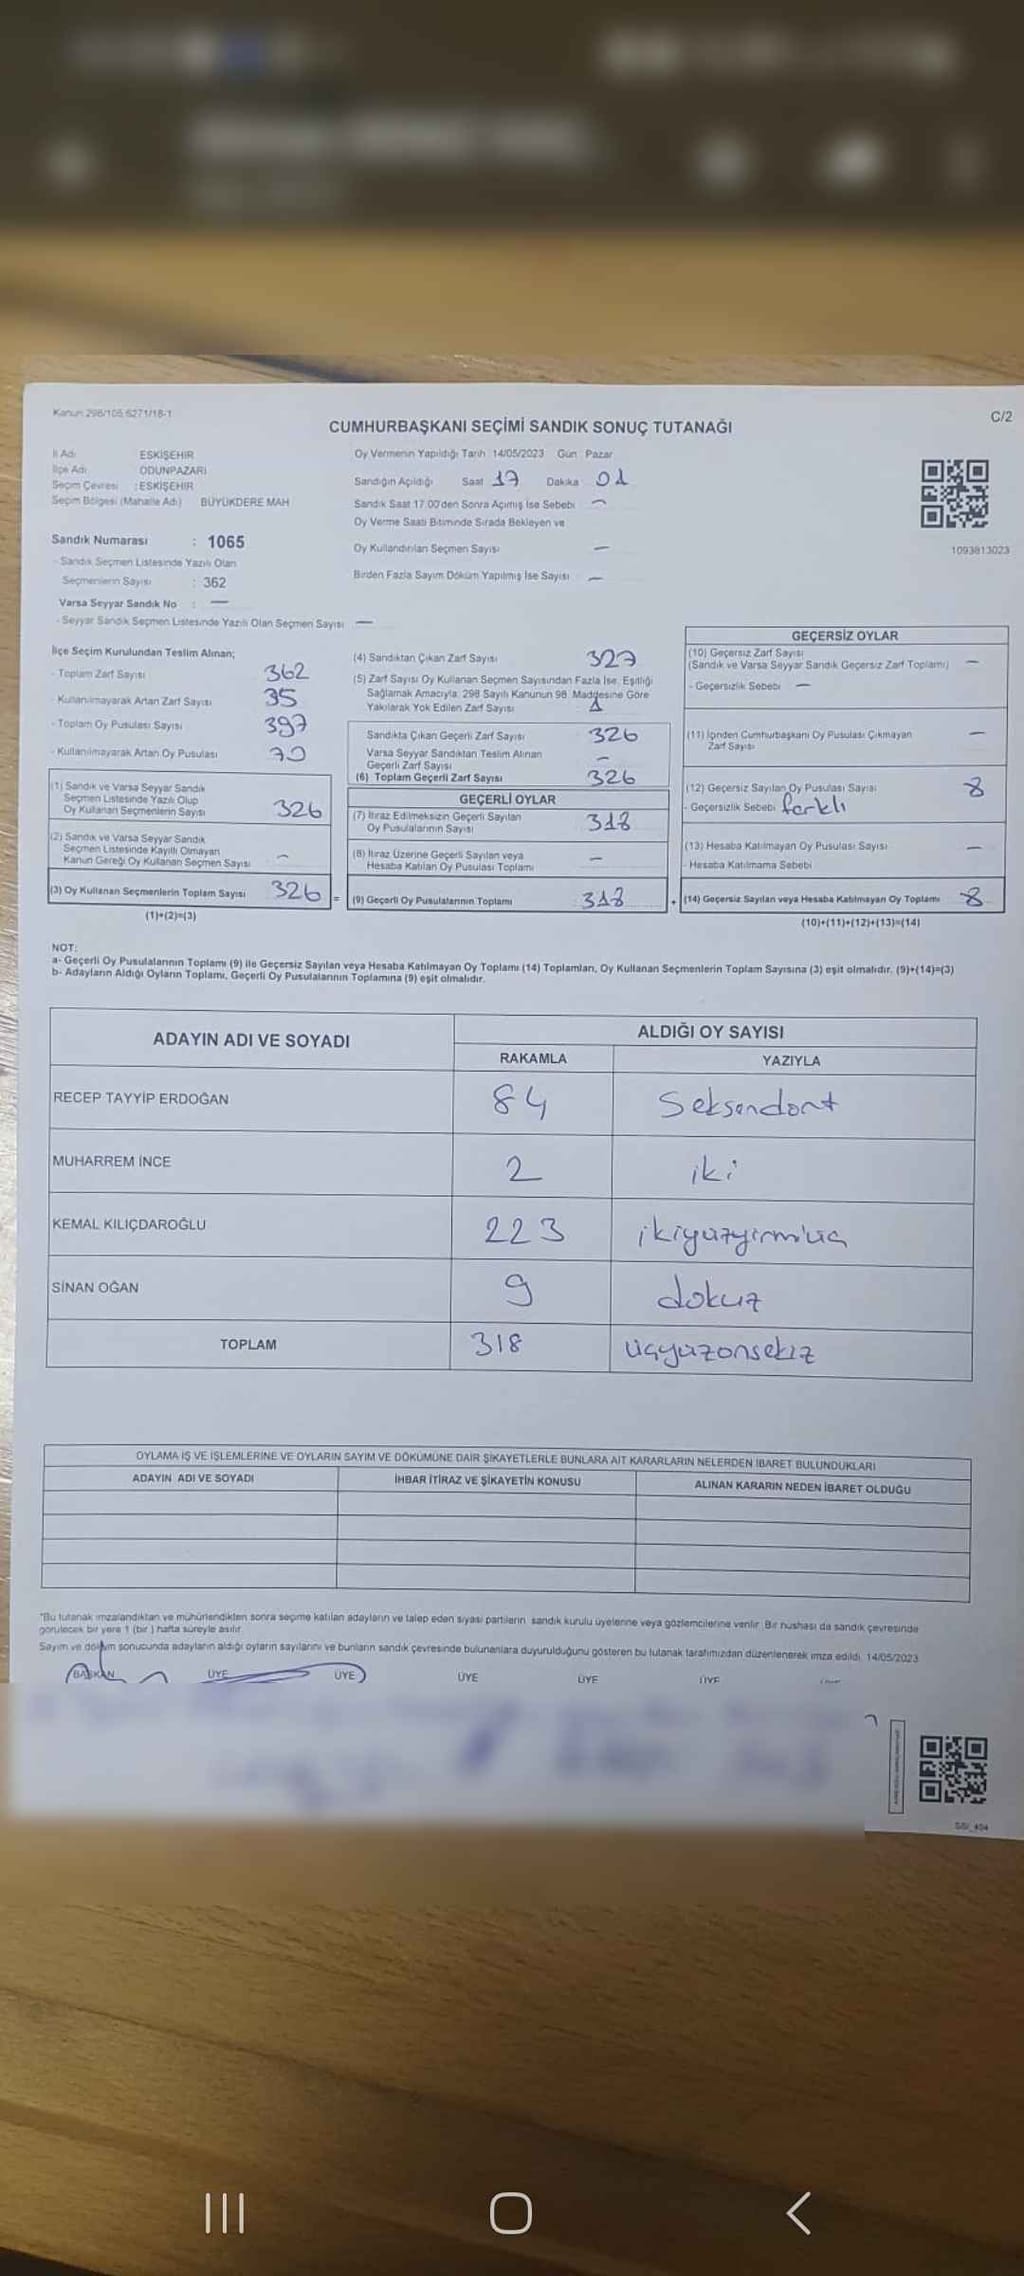 Kanun 298/105 6271/18-1
C/2
CUMHURBAŞKANI SEÇİMİ SANDIK SONUÇ TUTANAĞI
İl Adı ESKİŞEHİR
İlçe Adı ODUNPAZARI
Seçim Çevresi : ESKİŞEHİR
Seçim Bölgesi (Mahalle Adı) BÜYÜKDERE MAH
Sandık Numarası : 1065
- Sandık Seçmen Listesinde Yazılı Olan
Seçmenlerin Sayısı : 362
Varsa Seyyar Sandık No : —
- Seyyar Sandık Seçmen Listesinde Yazılı Olan Seçmen Sayısı —
Oy Vermenin Yapıldığı Tarih 14/05/2023 Gün Pazar
Sandığın Açıldığı Saat 17 Dakika 01
Sandık Saat 17.00'den Sonra Açılmış İse Sebebi —
Oy Verme Saati Bitiminde Sırada Bekleyen ve
Oy Kullandırılan Seçmen Sayısı —
Birden Fazla Sayım Döküm Yapılmış İse Sayısı —
1093813023
İlçe Seçim Kurulundan Teslim Alınan;
- Toplam Zarf Sayısı 362
- Kullanılmayarak Artan Zarf Sayısı 35
- Toplam Oy Pusulası Sayısı 397
- Kullanılmayarak Artan Oy Pusulası
(1) Sandık ve Varsa Seyyar Sandık
Seçmen Listesinde Yazılı Olup
Oy Kullanan Seçmenlerin Sayısı 326
(2) Sandık ve Varsa Seyyar Sandık
Seçmen Listesinde Kayıtlı Olmayan
Kanun Gereği Oy Kullanan Seçmen Sayısı —
(3) Oy Kullanan Seçmenlerin Toplam Sayısı 326 =
(1)+(2)=(3)
(4) Sandıktan Çıkan Zarf Sayısı 327
(5) Zarf Sayısı Oy Kullanan Seçmen Sayısından Fazla İse, Eşitliği
Sağlamak Amacıyla, 298 Sayılı Kanunun 98. Maddesine Göre
Yakılarak Yok Edilen Zarf Sayısı 1
Sandıkta Çıkan Geçerli Zarf Sayısı 326
Varsa Seyyar Sandıktan Teslim Alınan
Geçerli Zarf Sayısı —
(6) Toplam Geçerli Zarf Sayısı 326
GEÇERLİ OYLAR
(7) İtiraz Edilmeksizin Geçerli Sayılan
Oy Pusulalarının Sayısı 318
(8) İtiraz Üzerine Geçerli Sayılan veya
Hesaba Katılan Oy Pusulası Toplamı —
(9) Geçerli Oy Pusulalarının Toplamı 318 +
GEÇERSİZ OYLAR
(10) Geçersiz Zarf Sayısı
(Sandık ve Varsa Seyyar Sandık Geçersiz Zarf Toplamı) —
- Geçersizlik Sebebi —
(11) İçinden Cumhurbaşkanı Oy Pusulası Çıkmayan
Zarf Sayısı —
(12) Geçersiz Sayılan Oy Pusulası Sayısı 8
- Geçersizlik Sebebi farklı
(13) Hesaba Katılmayan Oy Pusulası Sayısı —
- Hesaba Katılmama Sebebi
(14) Geçersiz Sayılan veya Hesaba Katılmayan Oy Toplamı 8
(10)+(11)+(12)+(13)=(14)
NOT:
a- Geçerli Oy Pusulalarının Toplamı (9) ile Geçersiz Sayılan veya Hesaba Katılmayan Oy Toplamı (14) Toplamları, Oy Kullanan Seçmenlerin Toplam Sayısına (3) eşit olmalıdır. (9)+(14)=(3)
b- Adayların Aldığı Oyların Toplamı, Geçerli Oy Pusulalarının Toplamına (9) eşit olmalıdır.
ADAYIN ADI VE SOYADI ALDIĞI OY SAYISI
RAKAMLA YAZIYLA
RECEP TAYYİP ERDOĞAN 84 Seksendört
MUHARREM İNCE 2 iki
KEMAL KILIÇDAROĞLU 223 ikiyüzyirmiüç
SİNAN OĞAN 9 dokuz
TOPLAM 318 üçyüzonsekiz
OYLAMA İŞ VE İŞLEMLERİNE VE OYLARIN SAYIM VE DÖKÜMÜNE DAİR ŞİKAYETLERLE BUNLARA AİT KARARLARIN NELERDEN İBARET BULUNDUKLARI
ADAYIN ADI VE SOYADI İHBAR İTİRAZ VE ŞİKAYETİN KONUSU ALINAN KARARIN NEDEN İBARET OLDUĞU
*Bu tutanak imzalandıktan ve mühürlendikten sonra seçime katılan adayların ve talep eden siyasi partilerin sandık kurulu üyelerine veya gözlemcilerine verilir. Bir nüshası da sandık çevresinde
görülecek bir yere 1 (bir) hafta süreyle asılır.
Sayım ve döküm sonucunda adayların aldığı oyların sayılarını ve bunların sandık çevresinde bulunanlara duyurulduğunu gösteren bu tutanak tarafımızdan düzenlenerek imza edildi. 14/05/2023
BAŞKAN ÜYE ÜYE ÜYE ÜYE ÜYE